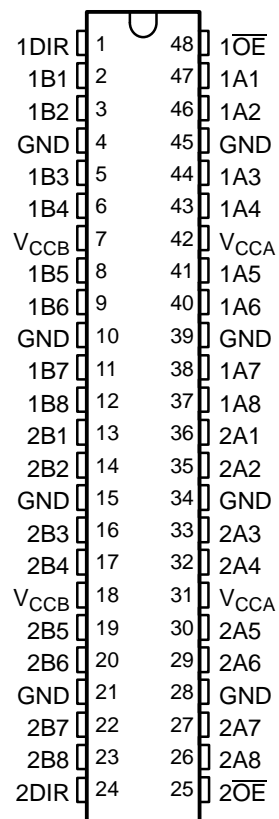 1DIR 1 48 1O̅E̅
1B1 2 47 1A1
1B2 3 46 1A2
GND 4 45 GND
1B3 5 44 1A3
1B4 6 43 1A4
VCCB 7 42 VCCA
1B5 8 41 1A5
1B6 9 40 1A6
GND 10 39 GND
1B7 11 38 1A7
1B8 12 37 1A8
2B1 13 36 2A1
2B2 14 35 2A2
GND 15 34 GND
2B3 16 33 2A3
2B4 17 32 2A4
VCCB 18 31 VCCA
2B5 19 30 2A5
2B6 20 29 2A6
GND 21 28 GND
2B7 22 27 2A7
2B8 23 26 2A8
2DIR 24 25 2O̅E̅